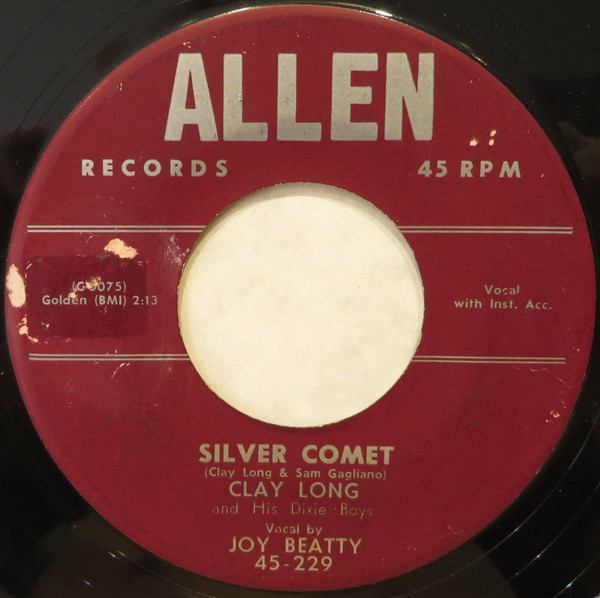 ALLEN
RECORDS 45 RPM
Golden (BMI) 2:13
Vocal
with Inst. Acc.
SILVER COMET
(Clay Long & Sam Gagliano)
CLAY LONG
and His Dixie Boys
Vocal by
JOY BEATTY
45-229